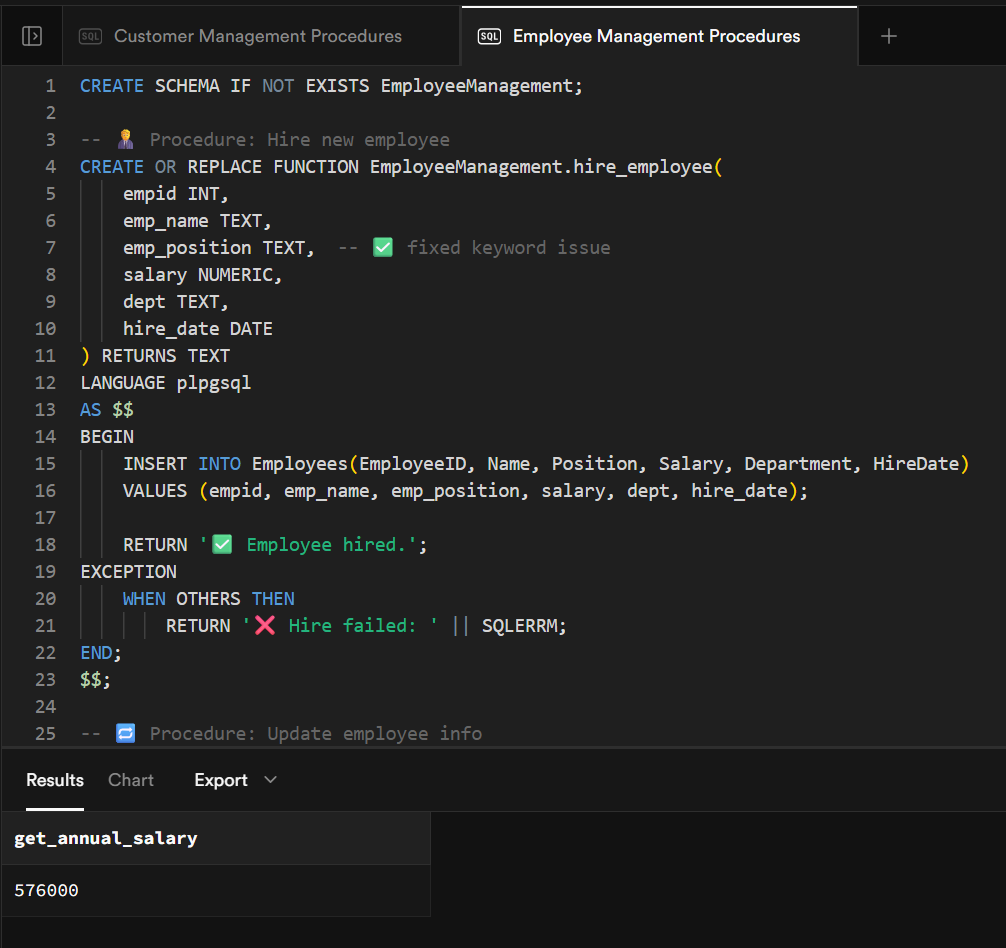 SQL Customer Management Procedures SQL Employee Management Procedures
1 CREATE SCHEMA IF NOT EXISTS EmployeeManagement;
2
3 -- 🤵‍♂️ Procedure: Hire new employee
4 CREATE OR REPLACE FUNCTION EmployeeManagement.hire_employee(
5 empid INT,
6 emp_name TEXT,
7 emp_position TEXT, -- ✅ fixed keyword issue
8 salary NUMERIC,
9 dept TEXT,
10 hire_date DATE
11 ) RETURNS TEXT
12 LANGUAGE plpgsql
13 AS $$
14 BEGIN
15 INSERT INTO Employees(EmployeeID, Name, Position, Salary, Department, HireDate)
16 VALUES (empid, emp_name, emp_position, salary, dept, hire_date);
17
18 RETURN '✅ Employee hired.';
19 EXCEPTION
20 WHEN OTHERS THEN
21 RETURN '❌ Hire failed: ' || SQLERRM;
22 END;
23 $$;
24
25 -- 🔁 Procedure: Update employee info
Results Chart Export
get_annual_salary
576000